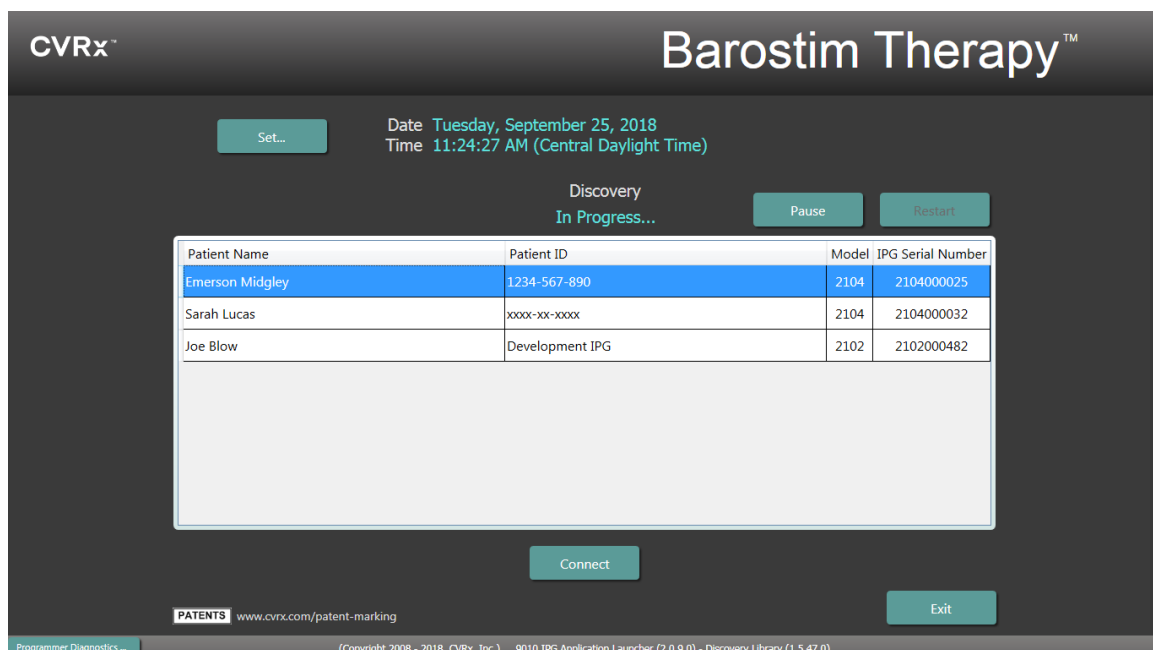 CVRx™
Barostim Therapy™
Set...
Date Tuesday, September 25, 2018
Time 11:24:27 AM (Central Daylight Time)
Discovery
In Progress...
Pause
Restart
Patient Name Patient ID Model IPG Serial Number
Emerson Midgley 1234-567-890 2104 2104000025
Sarah Lucas xxxx-xx-xxxx 2104 2104000032
Joe Blow Development IPG 2102 2102000482
Connect
Exit
PATENTS www.cvrx.com/patent-marking
Programmer Diagnostics ... (Copyright 2008 - 2018, CVRx, Inc.) 9010 IPG Application Launcher (2.0.9.0) - Discovery Library (1.5.47.0)